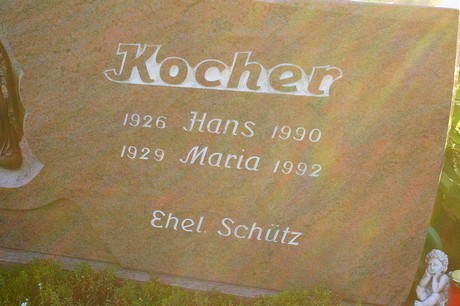 Kocher
1926 Hans 1990
1929 Maria 1992
Ehel. Schütz